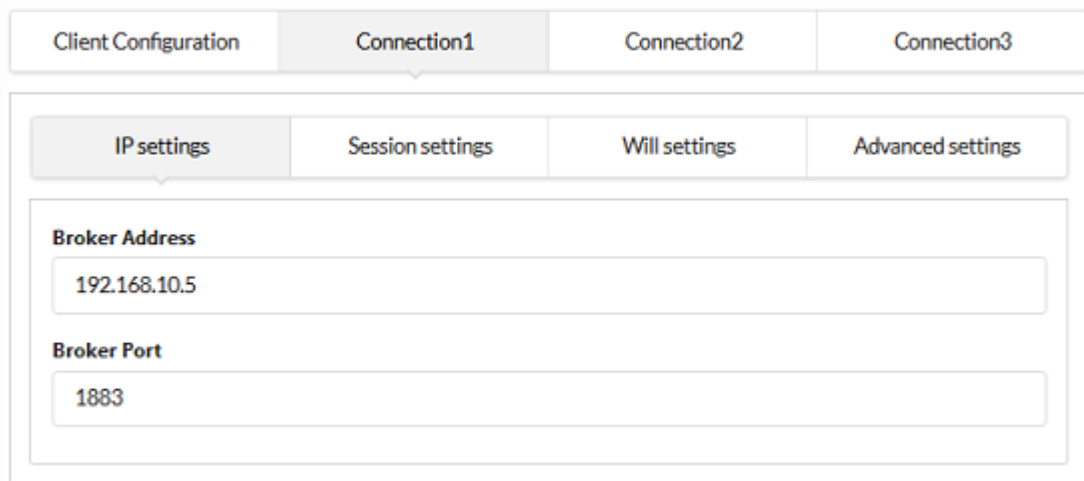 Client Configuration Connection1 Connection2 Connection3
IP settings Session settings Will settings Advanced settings
Broker Address
192.168.10.5
Broker Port
1883